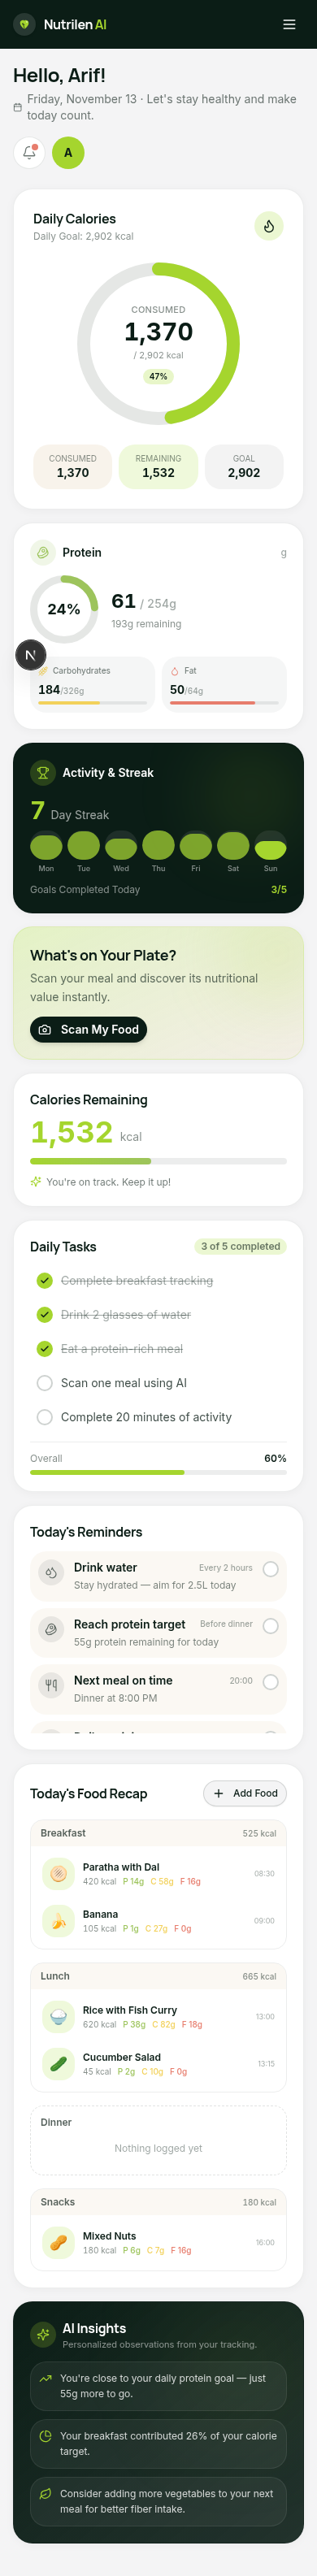 Nutrilen AI
Hello, Arif!
Friday, November 13 · Let's stay healthy and make
today count.
A
Daily Calories
Daily Goal: 2,902 kcal
CONSUMED
1,370
/ 2,902 kcal
47%
CONSUMED
1,370
REMAINING
1,532
GOAL
2,902
Protein
g
24%
61 / 254g
193g remaining
N
Carbohydrates
184/326g
Fat
50/64g
Activity & Streak
7 Day Streak
Mon Tue Wed Thu Fri Sat Sun
Goals Completed Today 3/5
What's on Your Plate?
Scan your meal and discover its nutritional
value instantly.
Scan My Food
Calories Remaining
1,532 kcal
You're on track. Keep it up!
Daily Tasks
3 of 5 completed
Complete breakfast tracking
Drink 2 glasses of water
Eat a protein-rich meal
Scan one meal using AI
Complete 20 minutes of activity
Overall 60%
Today's Reminders
Drink water Every 2 hours
Stay hydrated — aim for 2.5L today
Reach protein target Before dinner
55g protein remaining for today
Next meal on time 20:00
Dinner at 8:00 PM
Today's Food Recap
Add Food
Breakfast 525 kcal
Paratha with Dal
420 kcal P 14g C 58g F 16g
08:30
Banana
105 kcal P 1g C 27g F 0g
09:00
Lunch 665 kcal
Rice with Fish Curry
620 kcal P 38g C 82g F 18g
13:00
Cucumber Salad
45 kcal P 2g C 10g F 0g
13:15
Dinner
Nothing logged yet
Snacks 180 kcal
Mixed Nuts
180 kcal P 6g C 7g F 16g
16:00
AI Insights
Personalized observations from your tracking.
You're close to your daily protein goal — just
55g more to go.
Your breakfast contributed 26% of your calorie
target.
Consider adding more vegetables to your next
meal for better fiber intake.